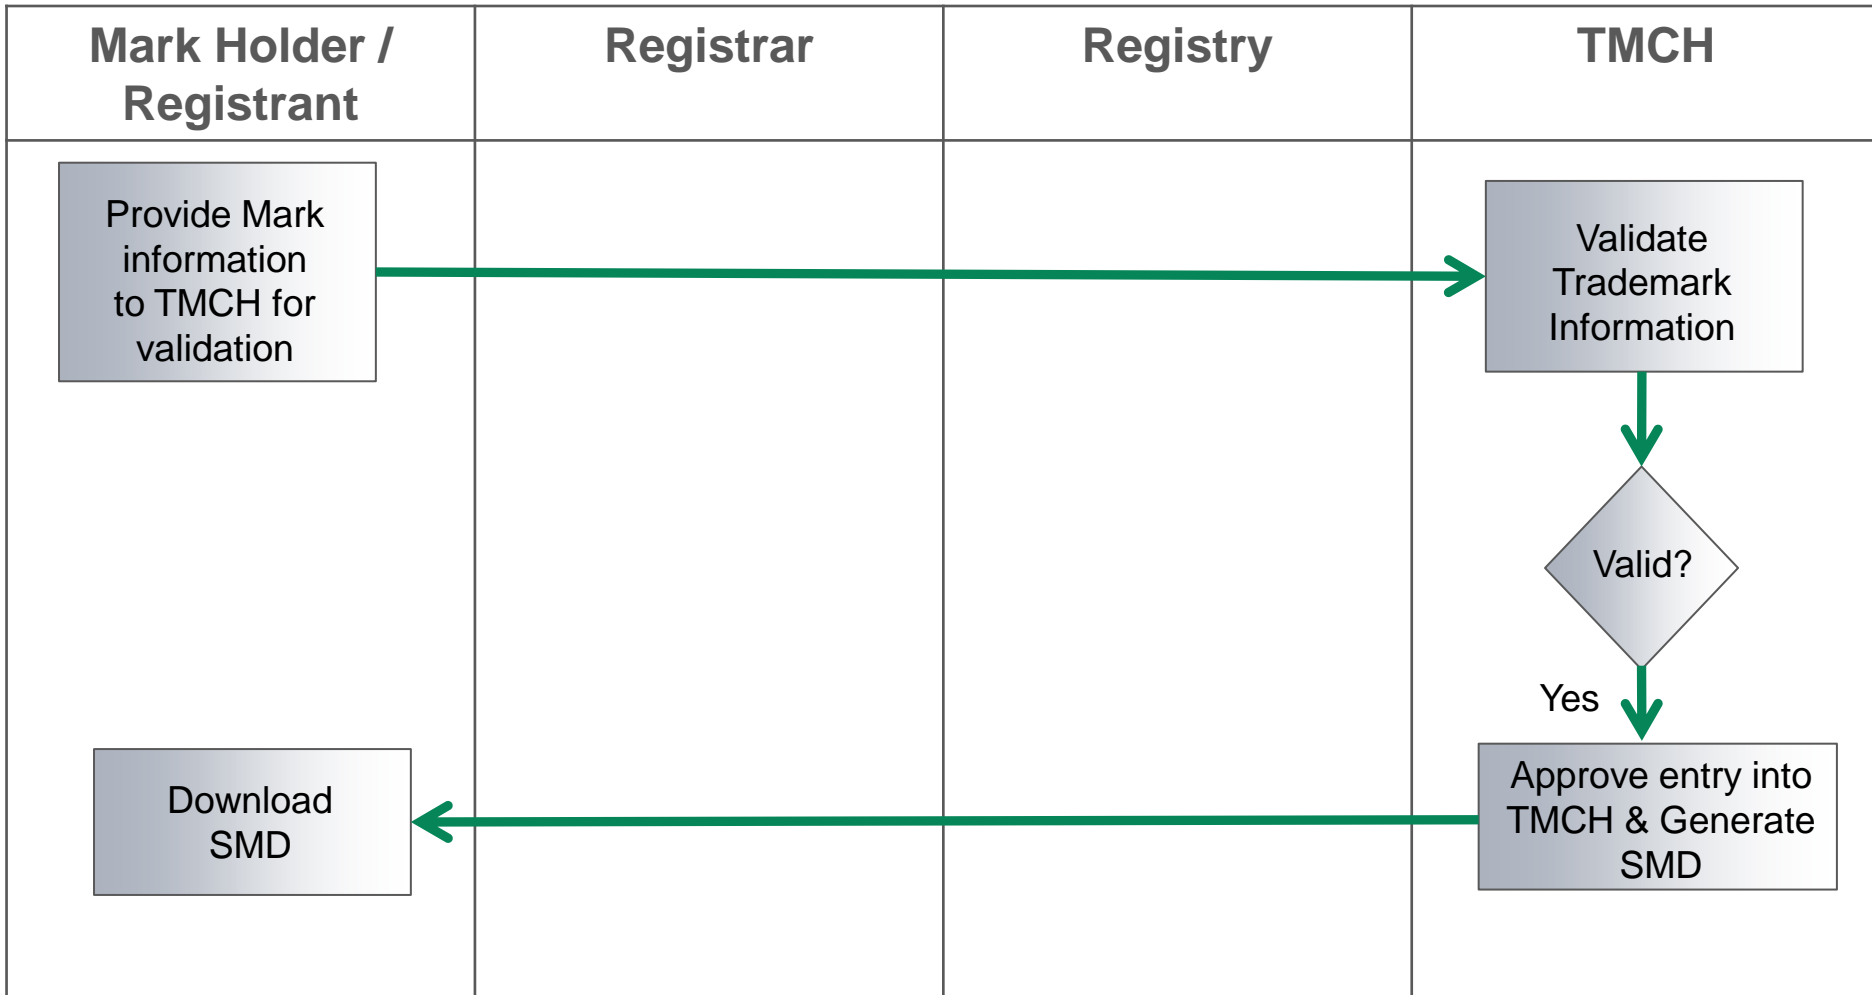 Mark Holder /
Registrant
Registrar
Registry
TMCH
Provide Mark
information
to TMCH for
validation
Validate
Trademark
Information
Valid?
Yes
Approve entry into
TMCH & Generate
SMD
Download
SMD